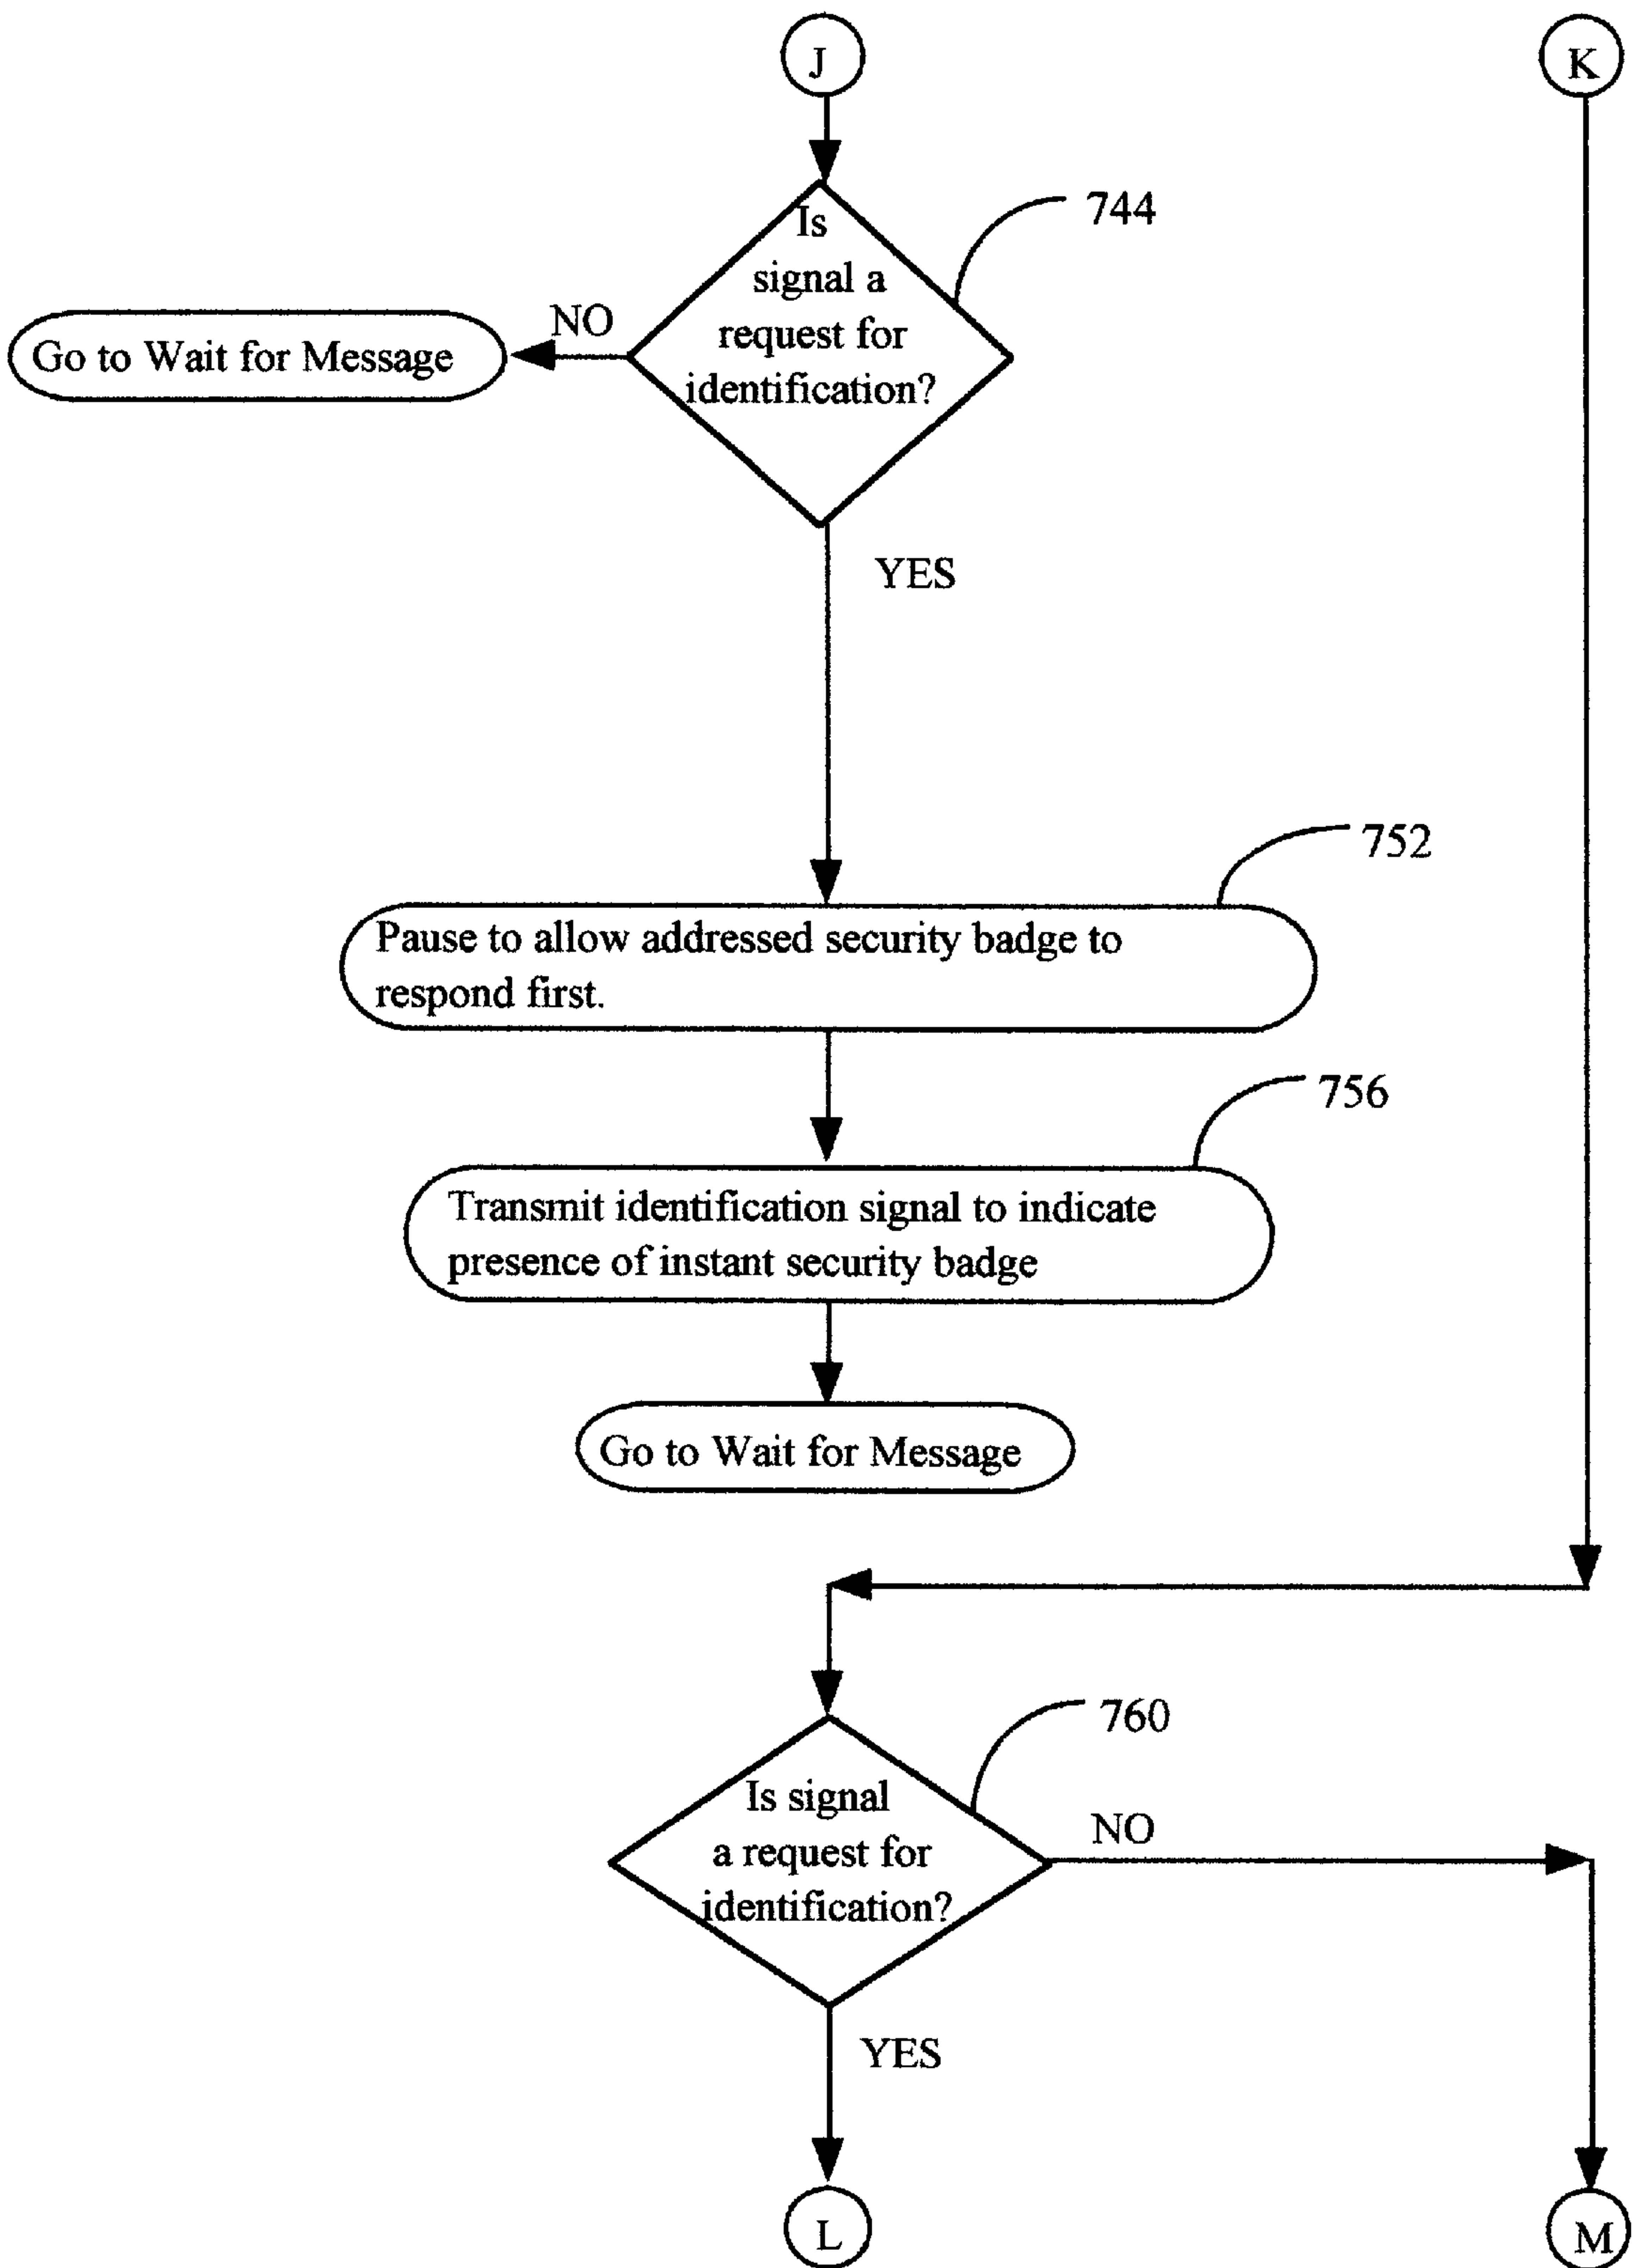 J
K
Is
signal a
request for
identification?
744
NO
Go to Wait for Message
YES
752
Pause to allow addressed security badge to
respond first.
756
Transmit identification signal to indicate
presence of instant security badge
Go to Wait for Message
760
Is signal
a request for
identification?
NO
YES
L
M